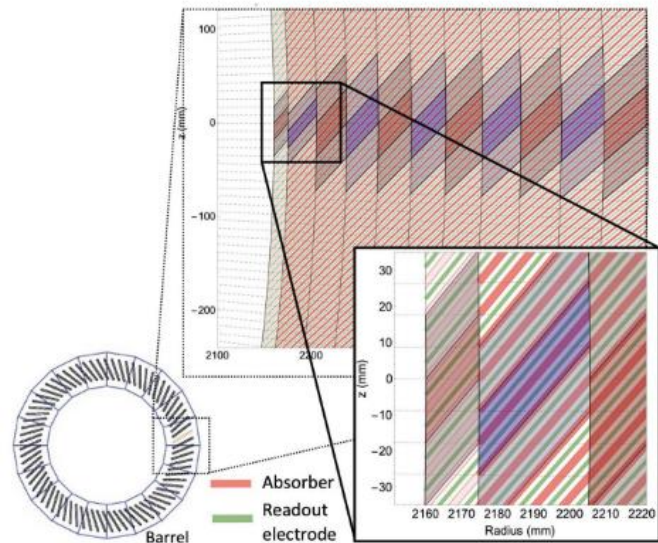 100
z (mm)
0
−100
−200
2100
2200
30
20
10
z (mm)
0
−10
−20
−30
2160
2170
2180
2190
2200
2210
2220
Radius (mm)
Absorber
Readout
electrode
Barrel